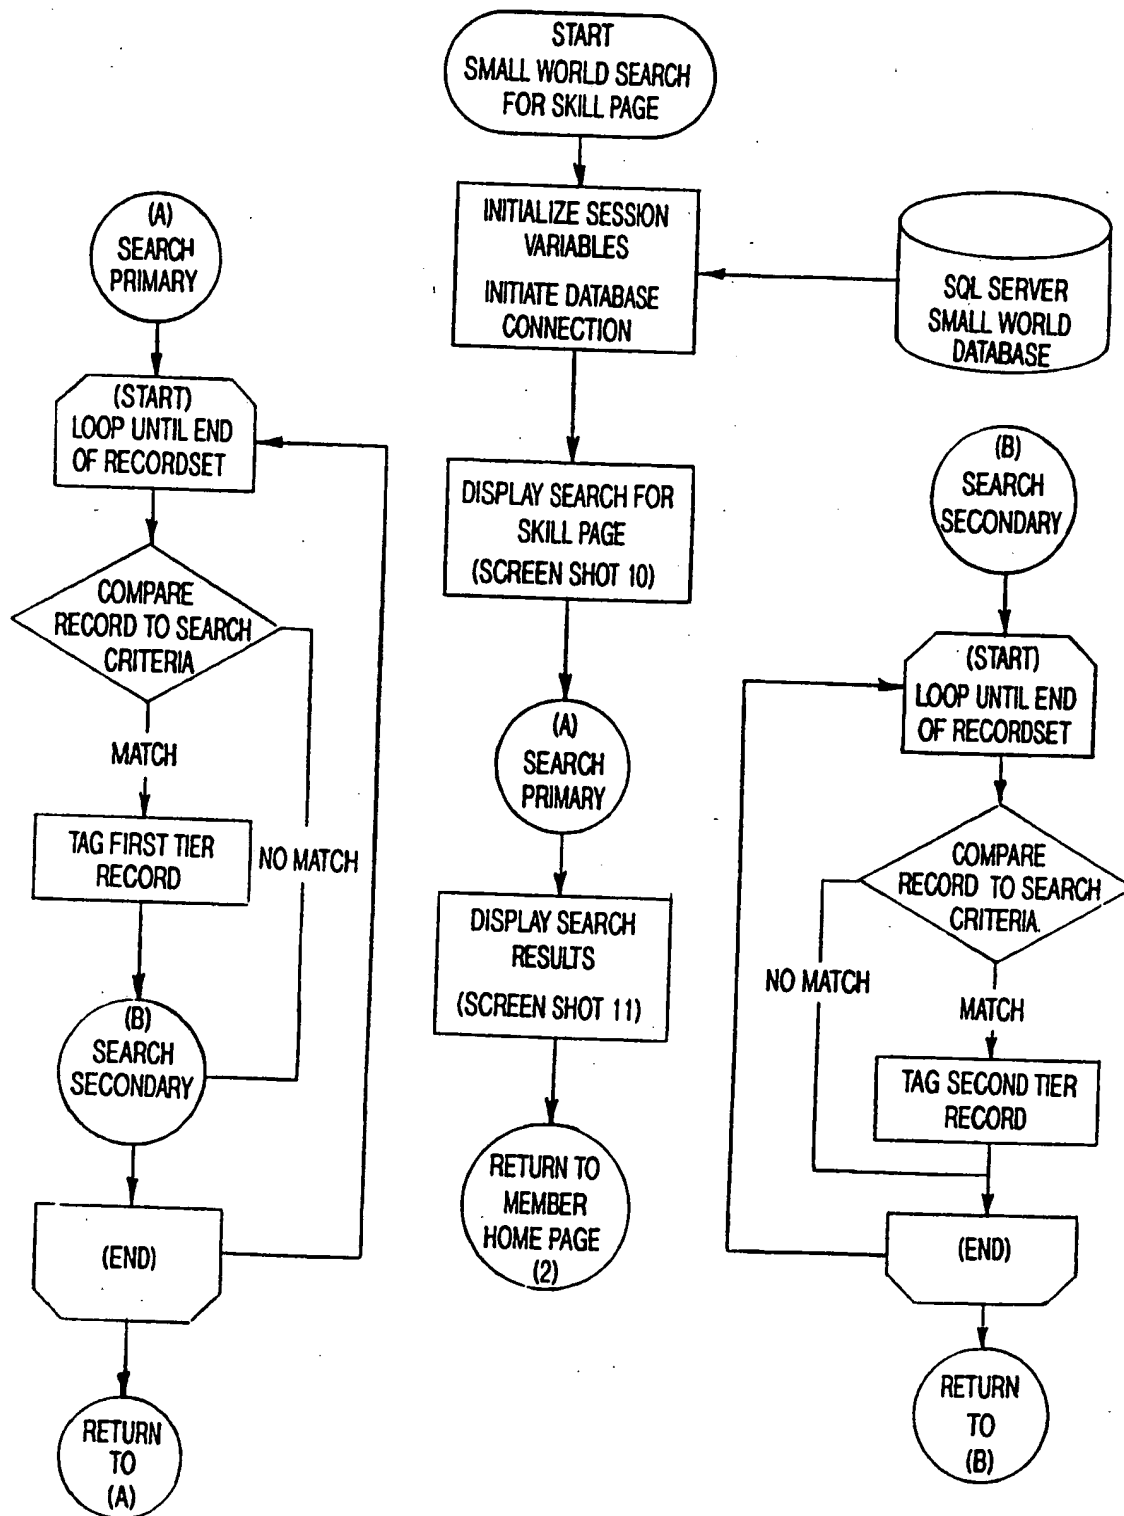 START
SMALL WORLD SEARCH
FOR SKILL PAGE
INITIALIZE SESSION
VARIABLES
INITIATE DATABASE
CONNECTION
SQL SERVER
SMALL WORLD
DATABASE
DISPLAY SEARCH FOR
SKILL PAGE
(SCREEN SHOT 10)
(A)
SEARCH
PRIMARY
DISPLAY SEARCH
RESULTS
(SCREEN SHOT 11)
RETURN TO
MEMBER
HOME PAGE
(2)
(A)
SEARCH
PRIMARY
(START)
LOOP UNTIL END
OF RECORDSET
COMPARE
RECORD TO SEARCH
CRITERIA
MATCH
NO MATCH
TAG FIRST TIER
RECORD
(B)
SEARCH
SECONDARY
(END)
RETURN
TO
(A)
(B)
SEARCH
SECONDARY
(START)
LOOP UNTIL END
OF RECORDSET
COMPARE
RECORD TO SEARCH
CRITERIA.
NO MATCH
MATCH
TAG SECOND TIER
RECORD
(END)
RETURN
TO
(B)